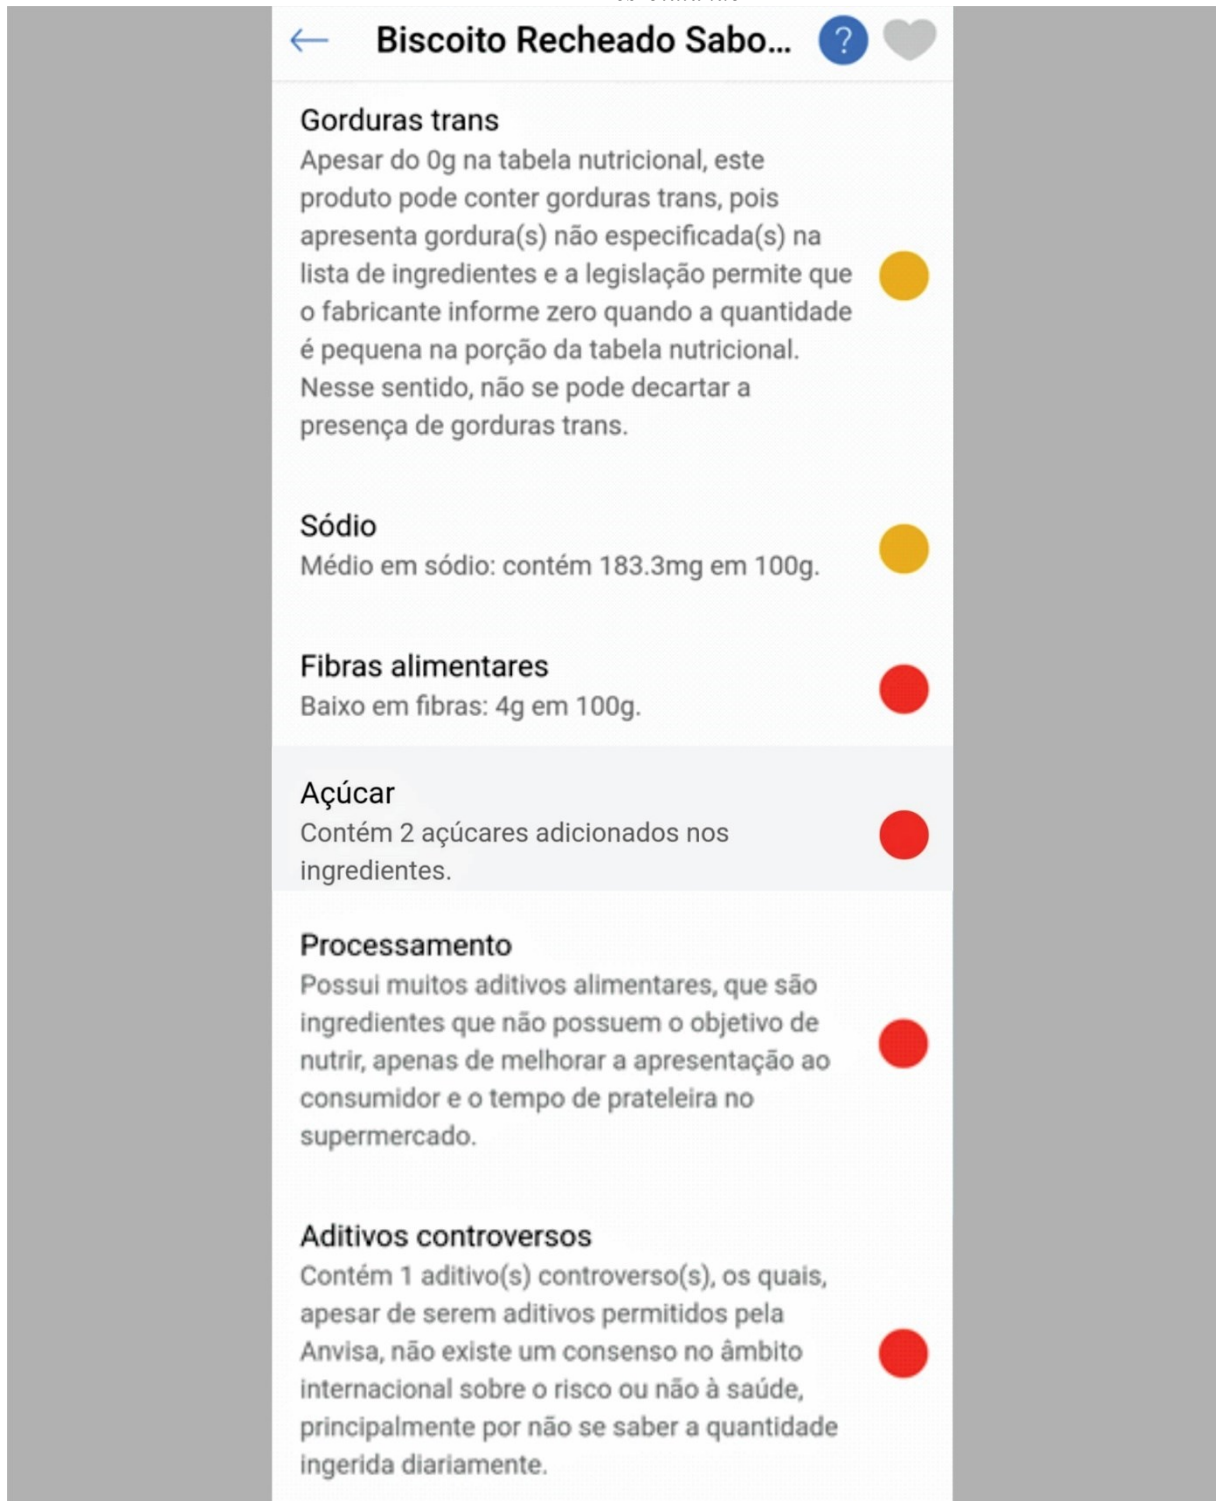 Biscoito Recheado Sabo...
?
Gorduras trans
Apesar do 0g na tabela nutricional, este
produto pode conter gorduras trans, pois
apresenta gordura(s) não especificada(s) na
lista de ingredientes e a legislação permite que
o fabricante informe zero quando a quantidade
é pequena na porção da tabela nutricional.
Nesse sentido, não se pode decartar a
presença de gorduras trans.
Sódio
Médio em sódio: contém 183.3mg em 100g.
Fibras alimentares
Baixo em fibras: 4g em 100g.
Açúcar
Contém 2 açúcares adicionados nos
ingredientes.
Processamento
Possui muitos aditivos alimentares, que são
ingredientes que não possuem o objetivo de
nutrir, apenas de melhorar a apresentação ao
consumidor e o tempo de prateleira no
supermercado.
Aditivos controversos
Contém 1 aditivo(s) controverso(s), os quais,
apesar de serem aditivos permitidos pela
Anvisa, não existe um consenso no âmbito
internacional sobre o risco ou não à saúde,
principalmente por não se saber a quantidade
ingerida diariamente.